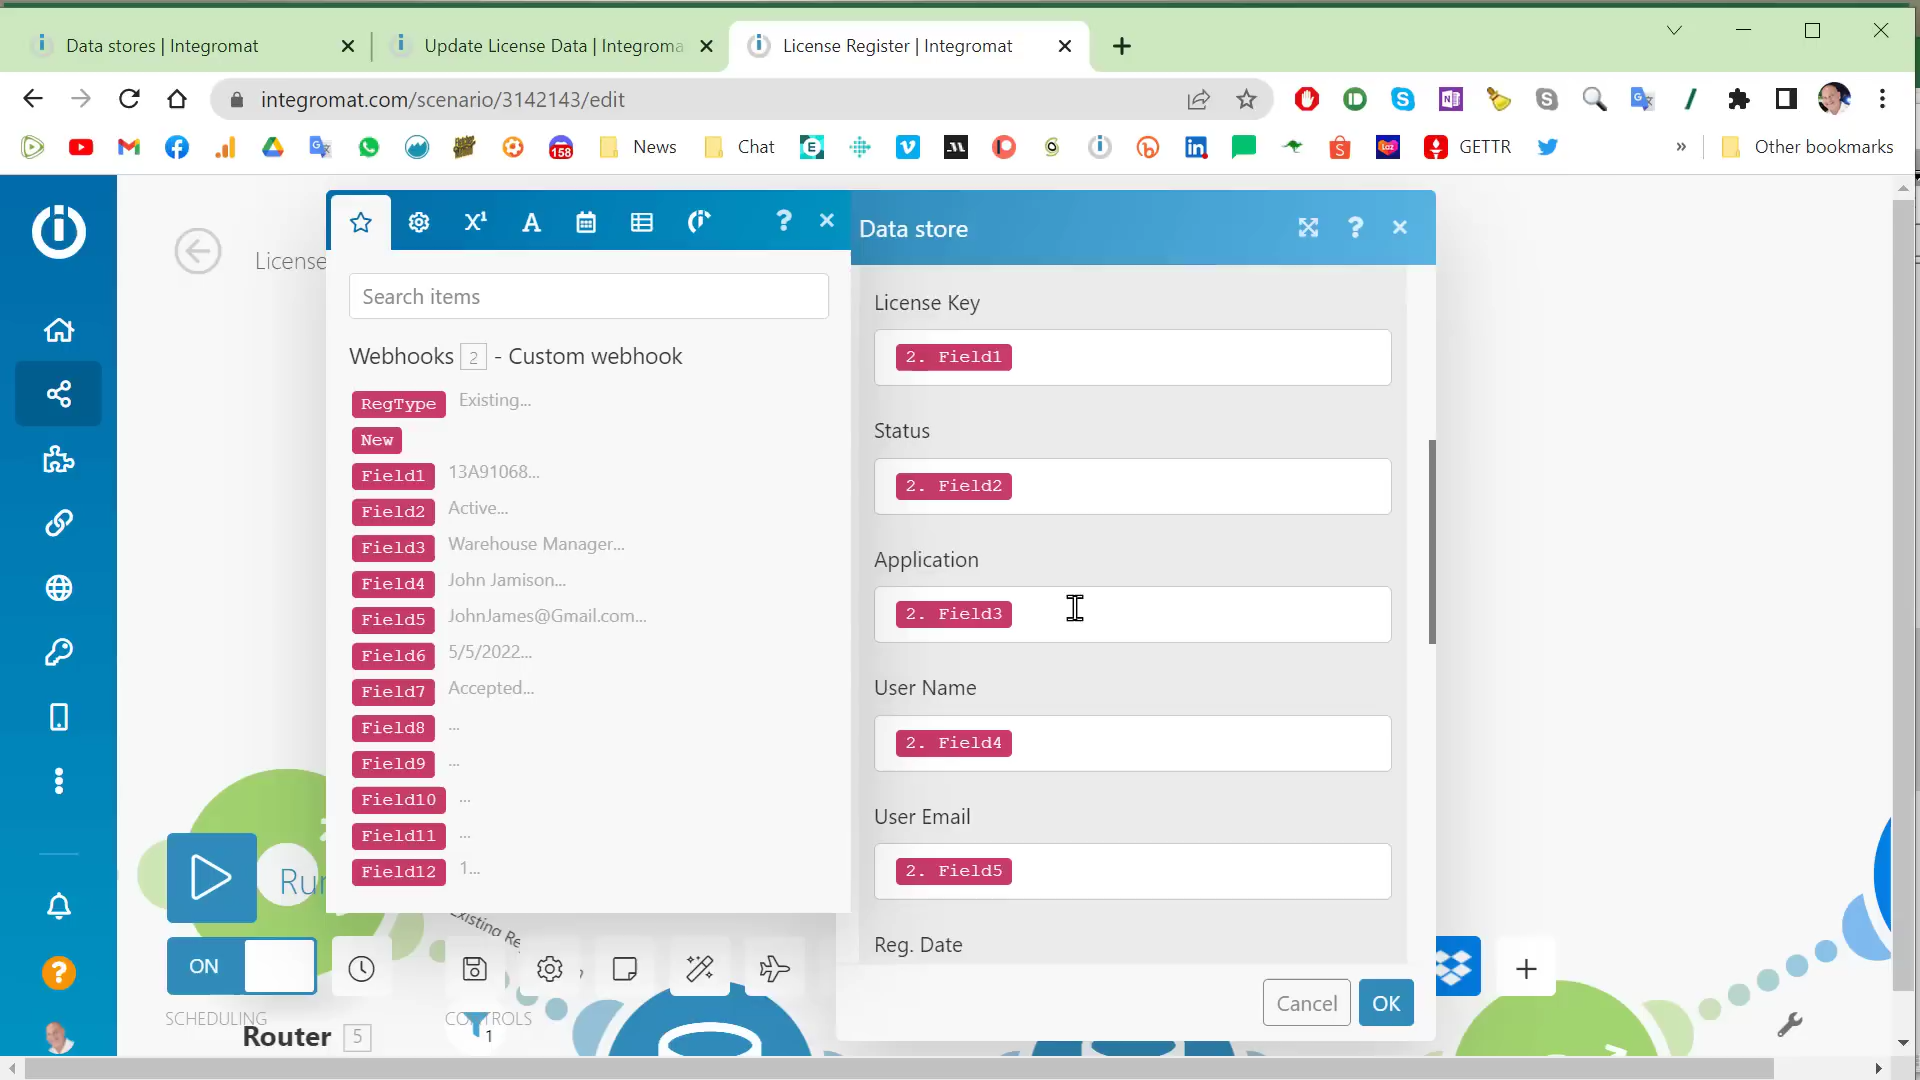 Data stores | Integromat
Update License Data | Integroma
License Register | Integromat
integromat.com/scenario/3142143/edit
158
News
Chat
GETTR
Other bookmarks
License
Data store
Search items
Webhooks 2 - Custom webhook
RegType Existing...
New
Field1 13A91068...
Field2 Active...
Field3 Warehouse Manager...
Field4 John Jamison...
Field5 JohnJames@Gmail.com...
Field6 5/5/2022...
Field7 Accepted...
Field8 ...
Field9 ...
Field10 ...
Field11 ...
Field12 1...
License Key
2. Field1
Status
2. Field2
Application
2. Field3
User Name
2. Field4
User Email
2. Field5
Reg. Date
Cancel
OK
Run
Existing Re
ON
SCHEDULING
CONTROLS
Router 5
1